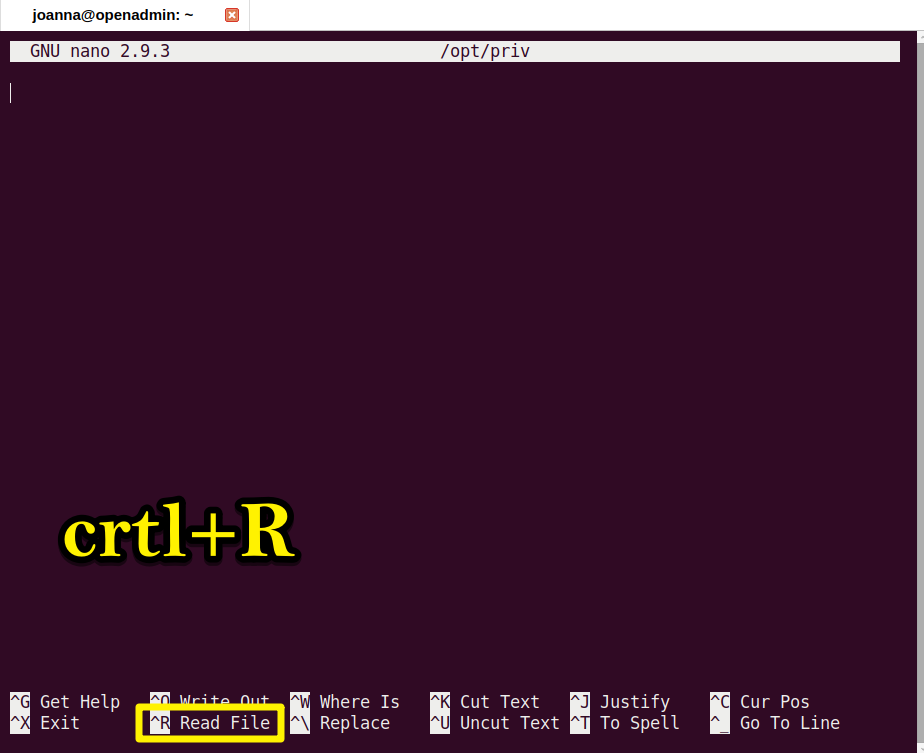 joanna@openadmin: ~
GNU nano 2.9.3 /opt/priv
crtl+R
^G Get Help ^O Write Out ^W Where Is ^K Cut Text ^J Justify ^C Cur Pos
^X Exit ^R Read File ^\ Replace ^U Uncut Text ^T To Spell ^_ Go To Line